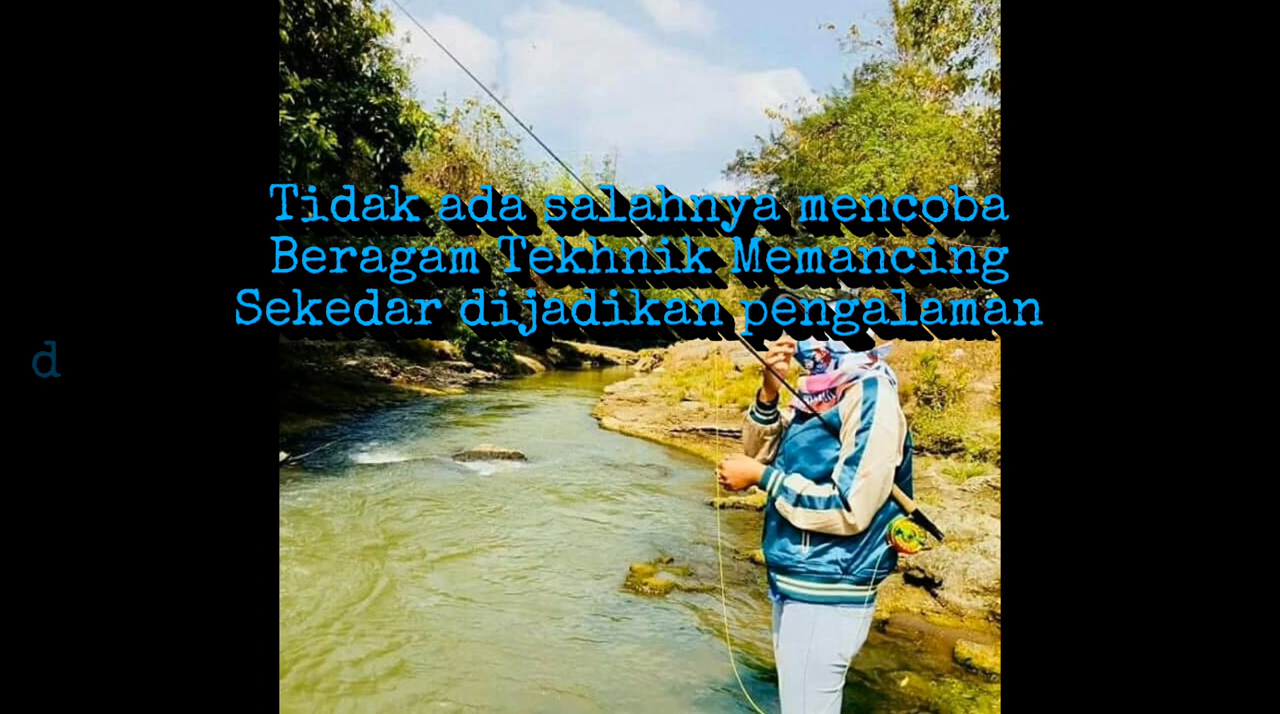 Tidak ada salahnya mencoba
Beragam Tekhnik Memancing
Sekedar dijadikan pengalaman
d